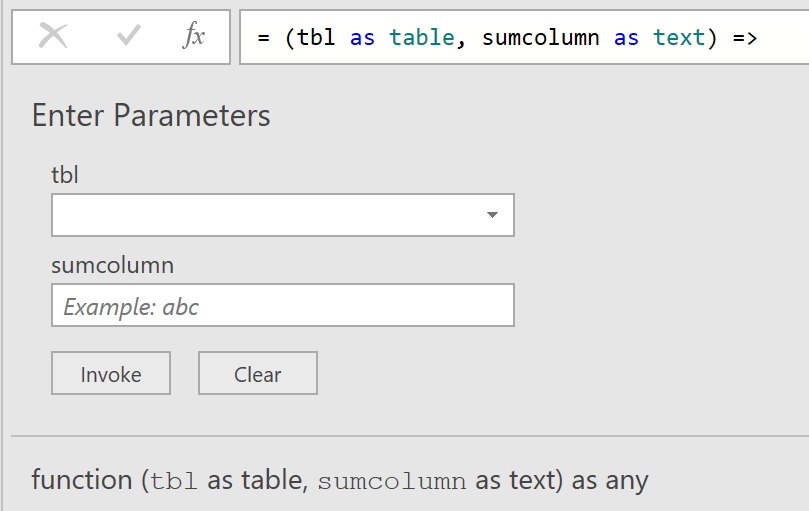 fx = (tbl as table, sumcolumn as text) =>
Enter Parameters
tbl
sumcolumn
Example: abc
Invoke Clear
function (tbl as table, sumcolumn as text) as any